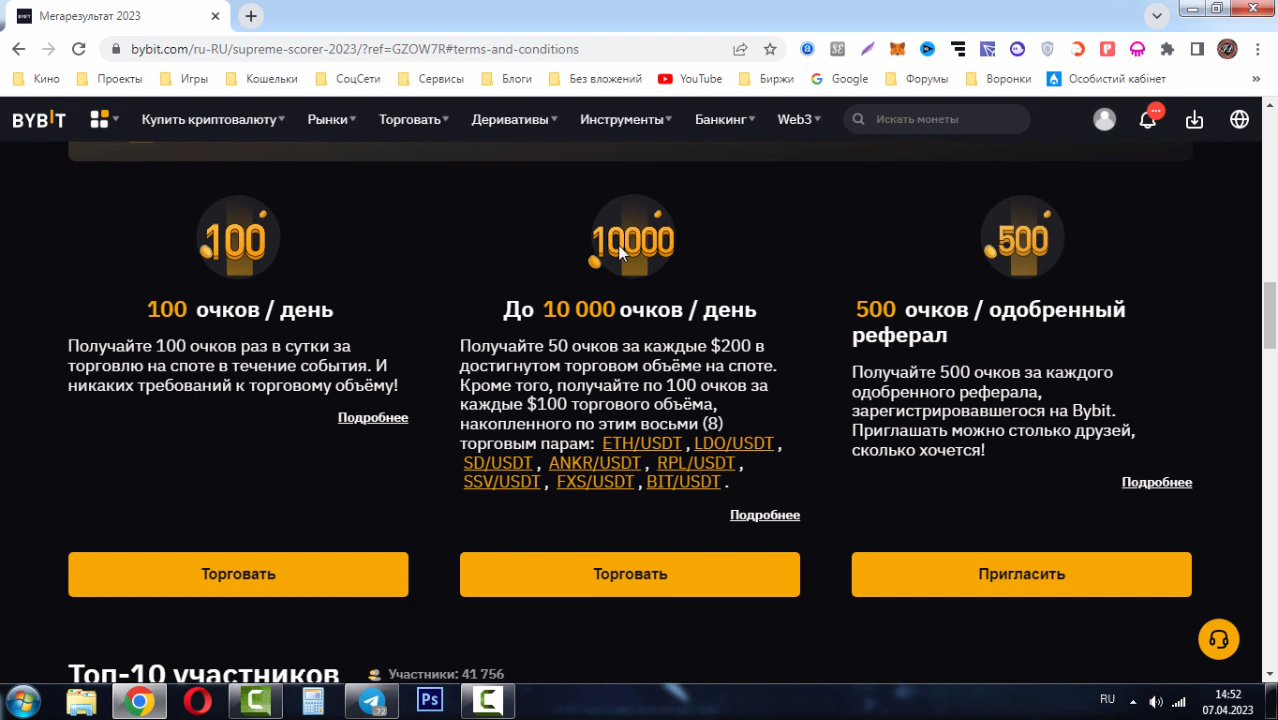 Мегарезультат 2023
bybit.com/ru-RU/supreme-scorer-2023/?ref=GZOW7R#terms-and-conditions
Кино Проекты Игры Кошельки СоцСети Сервисы Блоги Без вложений YouTube Биржи Google Форумы Воронки Особистий кабінет »
BYBIT Купить криптовалюту Рынки Торговать Деривативы Инструменты Банкинг Web3 Искать монеты
100
10000
500
100 очков / день
Получайте 100 очков раз в сутки за
торговлю на споте в течение события. И
никаких требований к торговому объёму!
Подробнее
Торговать
До 10 000 очков / день
Получайте 50 очков за каждые $200 в
достигнутом торговом объёме на споте.
Кроме того, получайте по 100 очков за
каждые $100 торгового объёма,
накопленного по этим восьми (8)
торговым парам: ETH/USDT , LDO/USDT ,
SD/USDT , ANKR/USDT , RPL/USDT ,
SSV/USDT , FXS/USDT , BIT/USDT .
Подробнее
Торговать
500 очков / одобренный
реферал
Получайте 500 очков за каждого
одобренного реферала,
зарегистрировавшегося на Bybit.
Приглашать можно столько друзей,
сколько хочется!
Подробнее
Пригласить
Топ-10 участников Участники: 41 756
72 Ps RU 14:52
07.04.2023